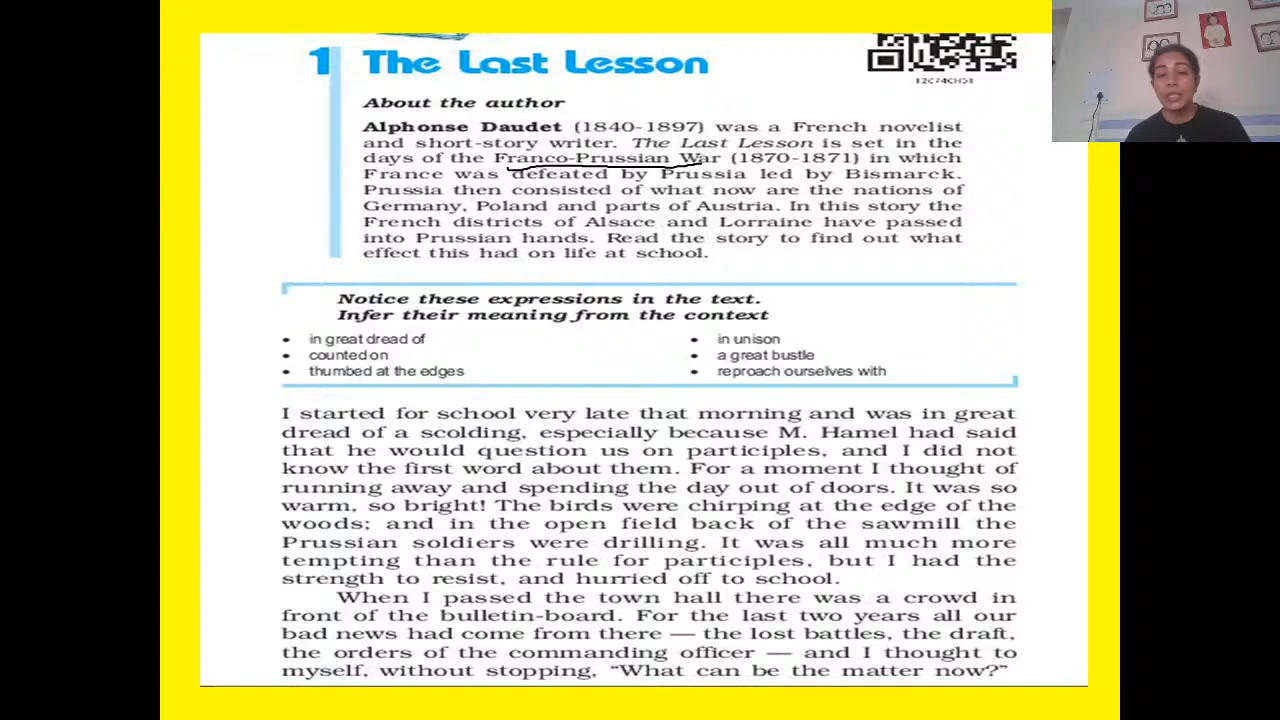 1 The Last Lesson
About the author
Alphonse Daudet (1840-1897) was a French novelist
and short-story writer. The Last Lesson is set in the
days of the Franco-Prussian War (1870-1871) in which
France was defeated by Prussia led by Bismarck.
Prussia then consisted of what now are the nations of
Germany, Poland and parts of Austria. In this story the
French districts of Alsace and Lorraine have passed
into Prussian hands. Read the story to find out what
effect this had on life at school.
Notice these expressions in the text.
Infer their meaning from the context
• in great dread of
• counted on
• thumbed at the edges
• in unison
• a great bustle
• reproach ourselves with
I started for school very late that morning and was in great
dread of a scolding, especially because M. Hamel had said
that he would question us on participles, and I did not
know the first word about them. For a moment I thought of
running away and spending the day out of doors. It was so
warm, so bright! The birds were chirping at the edge of the
woods; and in the open field back of the sawmill the
Prussian soldiers were drilling. It was all much more
tempting than the rule for participles, but I had the
strength to resist, and hurried off to school.
When I passed the town hall there was a crowd in
front of the bulletin-board. For the last two years all our
bad news had come from there — the lost battles, the draft,
the orders of the commanding officer — and I thought to
myself, without stopping, “What can be the matter now?”